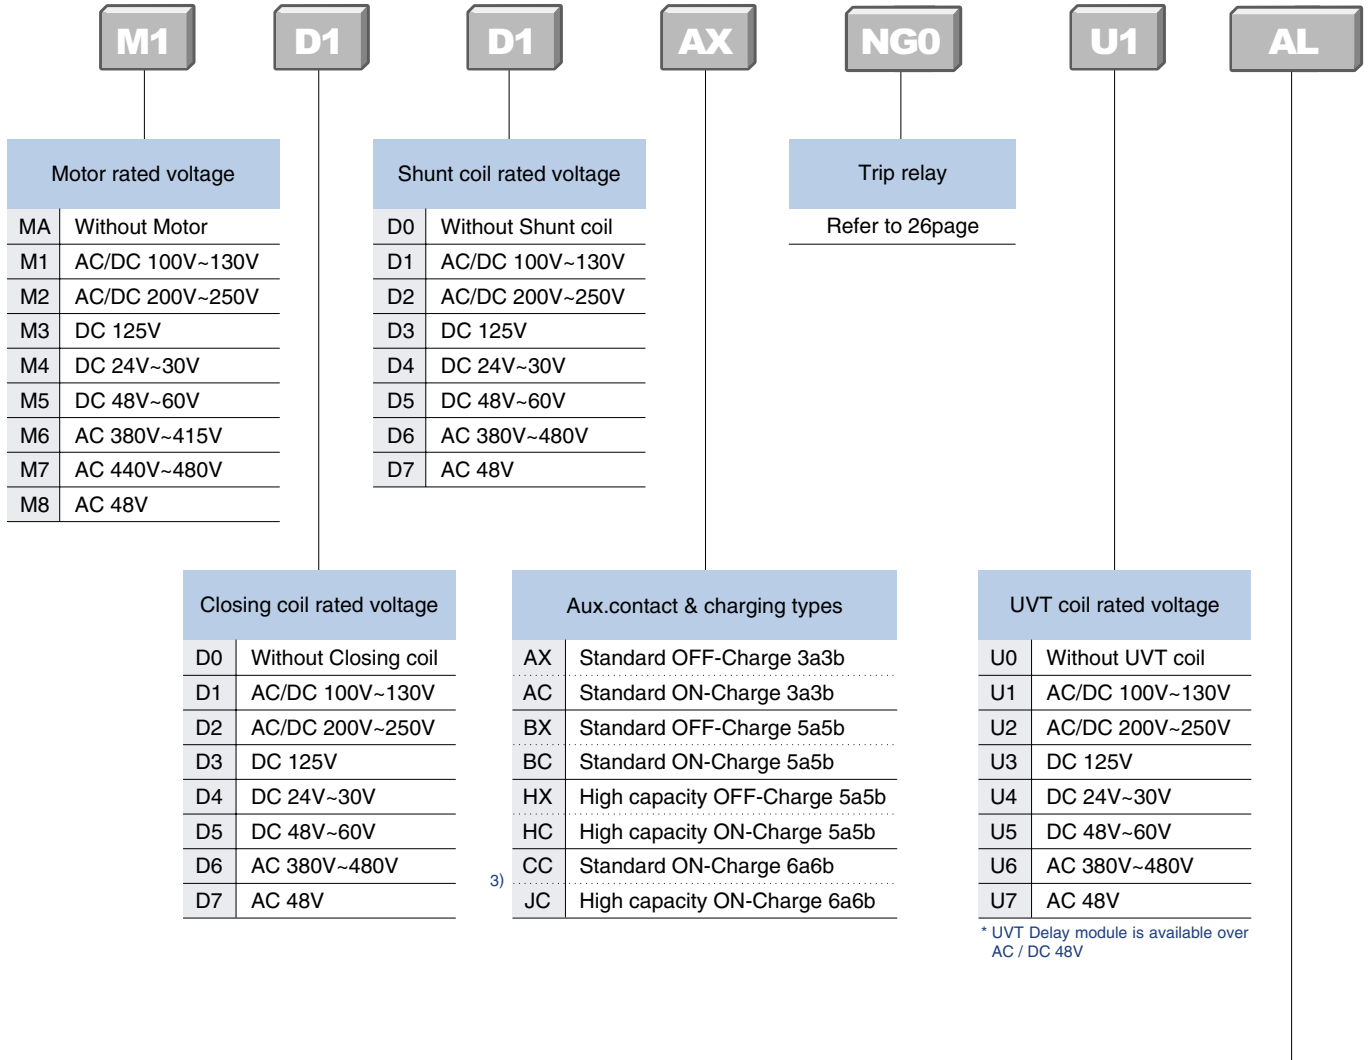 M1 D1 D1 AX NG0 U1 AL
Motor rated voltage
MA Without Motor
M1 AC/DC 100V~130V
M2 AC/DC 200V~250V
M3 DC 125V
M4 DC 24V~30V
M5 DC 48V~60V
M6 AC 380V~415V
M7 AC 440V~480V
M8 AC 48V
Shunt coil rated voltage
D0 Without Shunt coil
D1 AC/DC 100V~130V
D2 AC/DC 200V~250V
D3 DC 125V
D4 DC 24V~30V
D5 DC 48V~60V
D6 AC 380V~480V
D7 AC 48V
Trip relay
Refer to 26page
Closing coil rated voltage
D0 Without Closing coil
D1 AC/DC 100V~130V
D2 AC/DC 200V~250V
D3 DC 125V
D4 DC 24V~30V
D5 DC 48V~60V
D6 AC 380V~480V
D7 AC 48V
Aux.contact & charging types
AX Standard OFF-Charge 3a3b
AC Standard ON-Charge 3a3b
BX Standard OFF-Charge 5a5b
BC Standard ON-Charge 5a5b
HX High capacity OFF-Charge 5a5b
HC High capacity ON-Charge 5a5b
CC Standard ON-Charge 6a6b
3)
JC High capacity ON-Charge 6a6b
UVT coil rated voltage
U0 Without UVT coil
U1 AC/DC 100V~130V
U2 AC/DC 200V~250V
U3 DC 125V
U4 DC 24V~30V
U5 DC 48V~60V
U6 AC 380V~480V
U7 AC 48V
* UVT Delay module is available over
AC / DC 48V